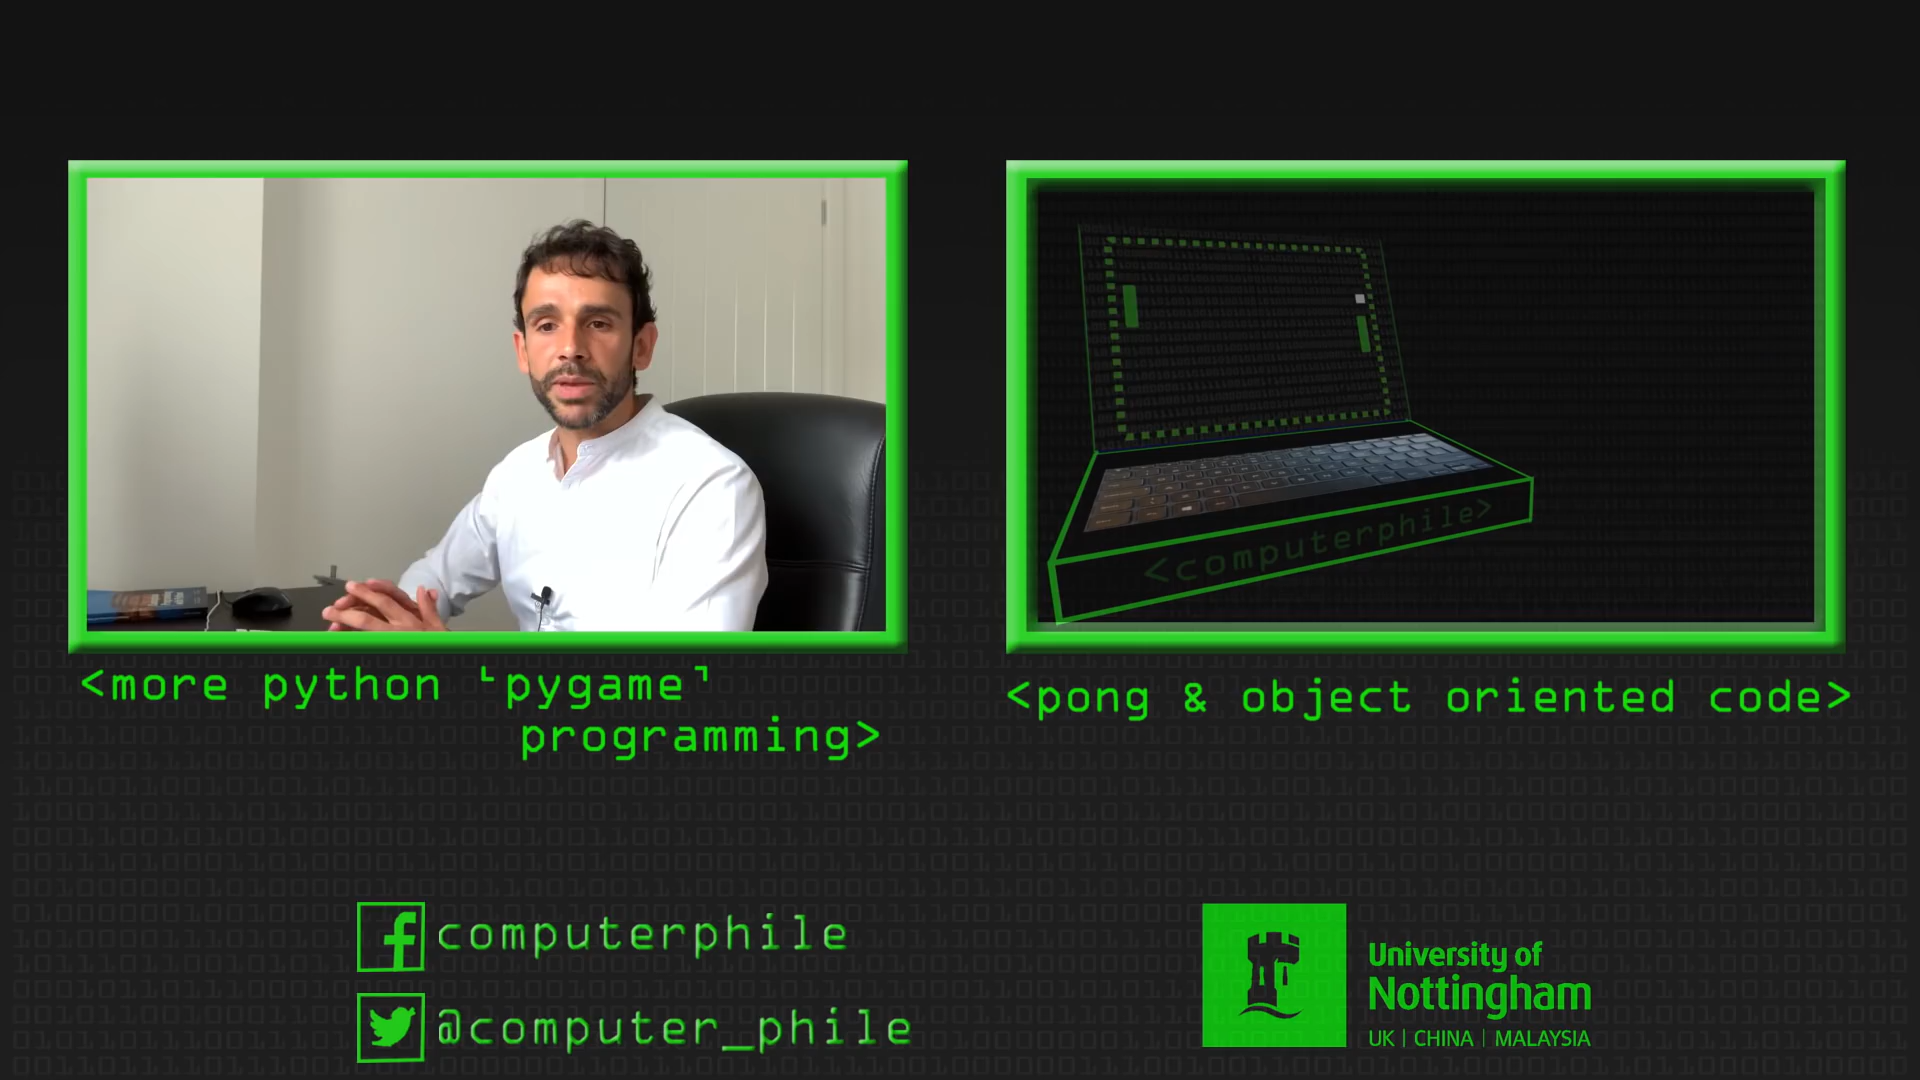 <computerphile>
<more python 'pygame'
programming>
<pong & object oriented code>
computerphile
@computer_phile
University of
Nottingham
UK | CHINA | MALAYSIA